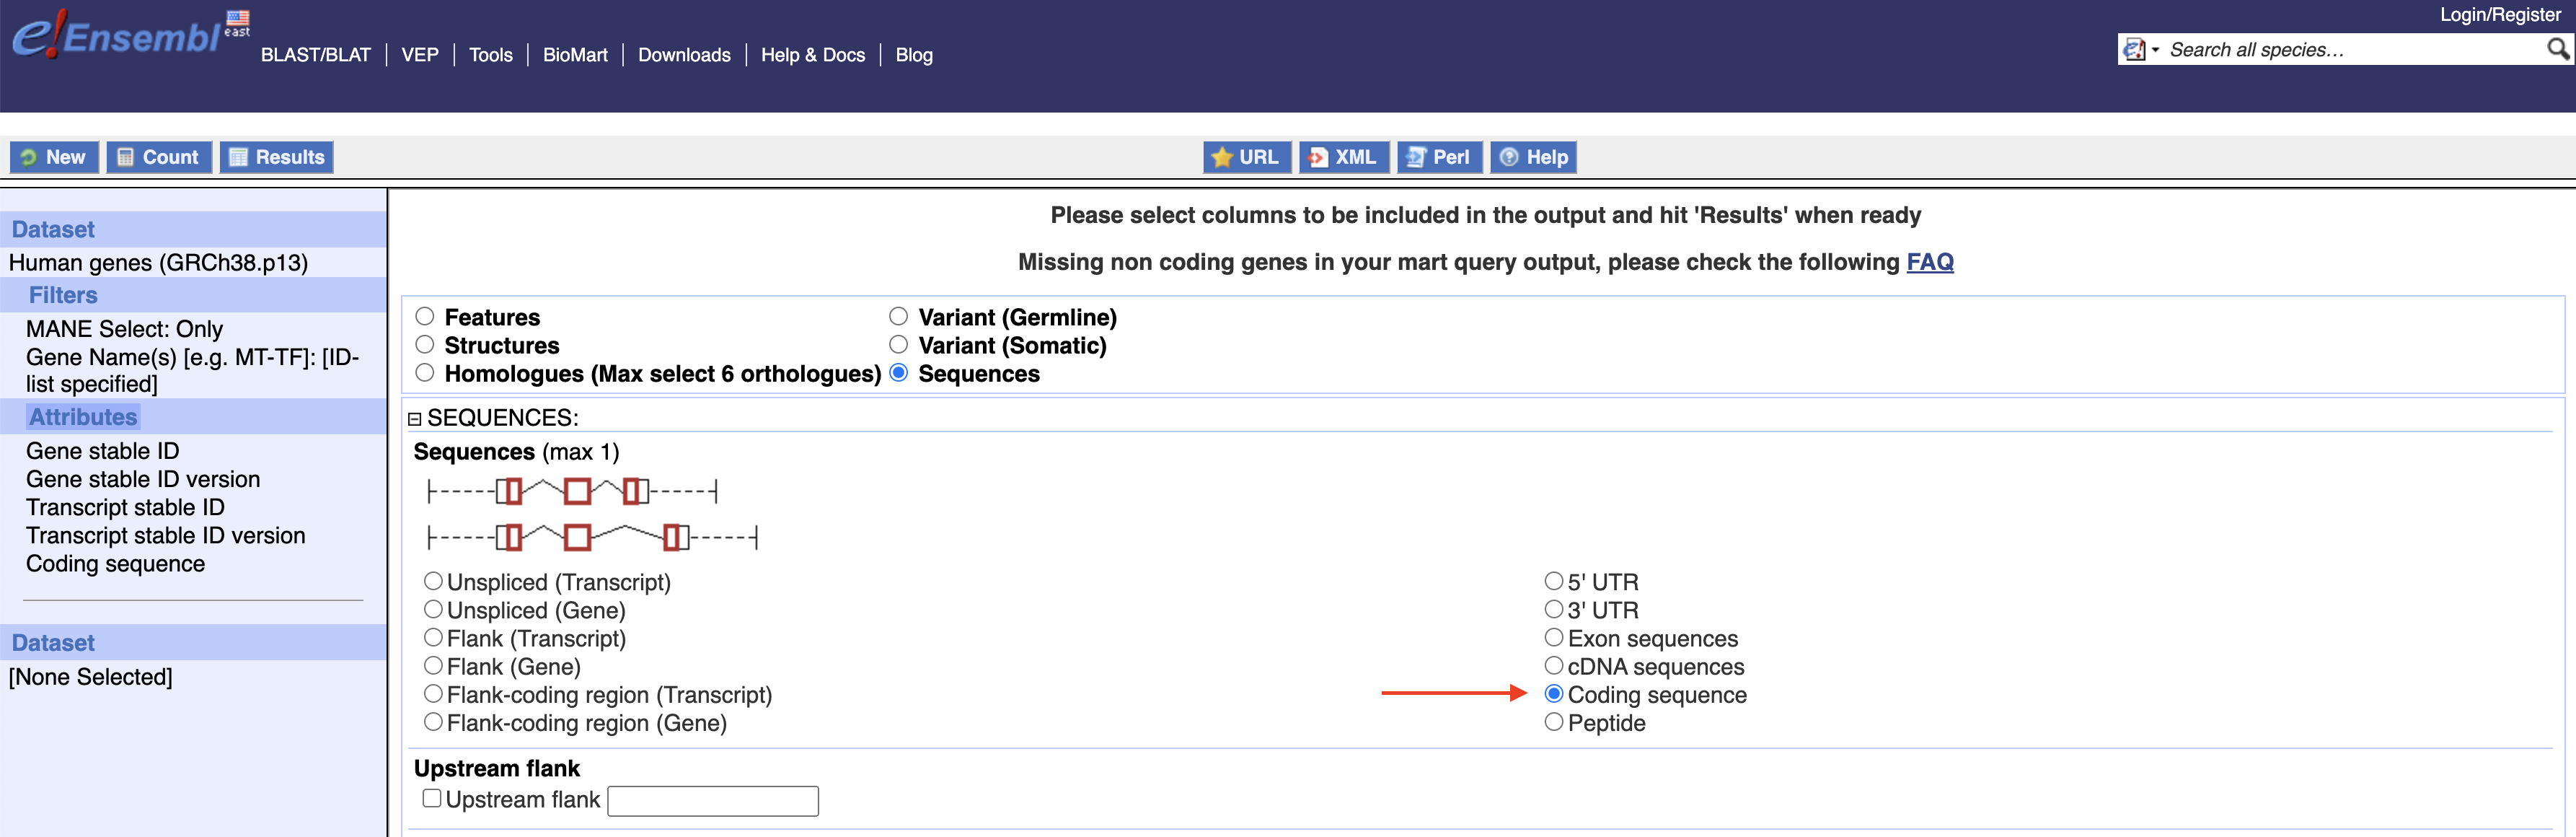 Login/Register
e!Ensembl east
BLAST/BLAT | VEP | Tools | BioMart | Downloads | Help & Docs | Blog
Search all species...
New Count Results URL XML Perl Help
Dataset
Human genes (GRCh38.p13)
Filters
MANE Select: Only
Gene Name(s) [e.g. MT-TF]: [ID-
list specified]
Attributes
Gene stable ID
Gene stable ID version
Transcript stable ID
Transcript stable ID version
Coding sequence
Dataset
[None Selected]
Please select columns to be included in the output and hit 'Results' when ready
Missing non coding genes in your mart query output, please check the following FAQ
Features
Structures
Homologues (Max select 6 orthologues)
Variant (Germline)
Variant (Somatic)
Sequences
SEQUENCES:
Sequences (max 1)
Unspliced (Transcript)
Unspliced (Gene)
Flank (Transcript)
Flank (Gene)
Flank-coding region (Transcript)
Flank-coding region (Gene)
5' UTR
3' UTR
Exon sequences
cDNA sequences
Coding sequence
Peptide
Upstream flank
Upstream flank